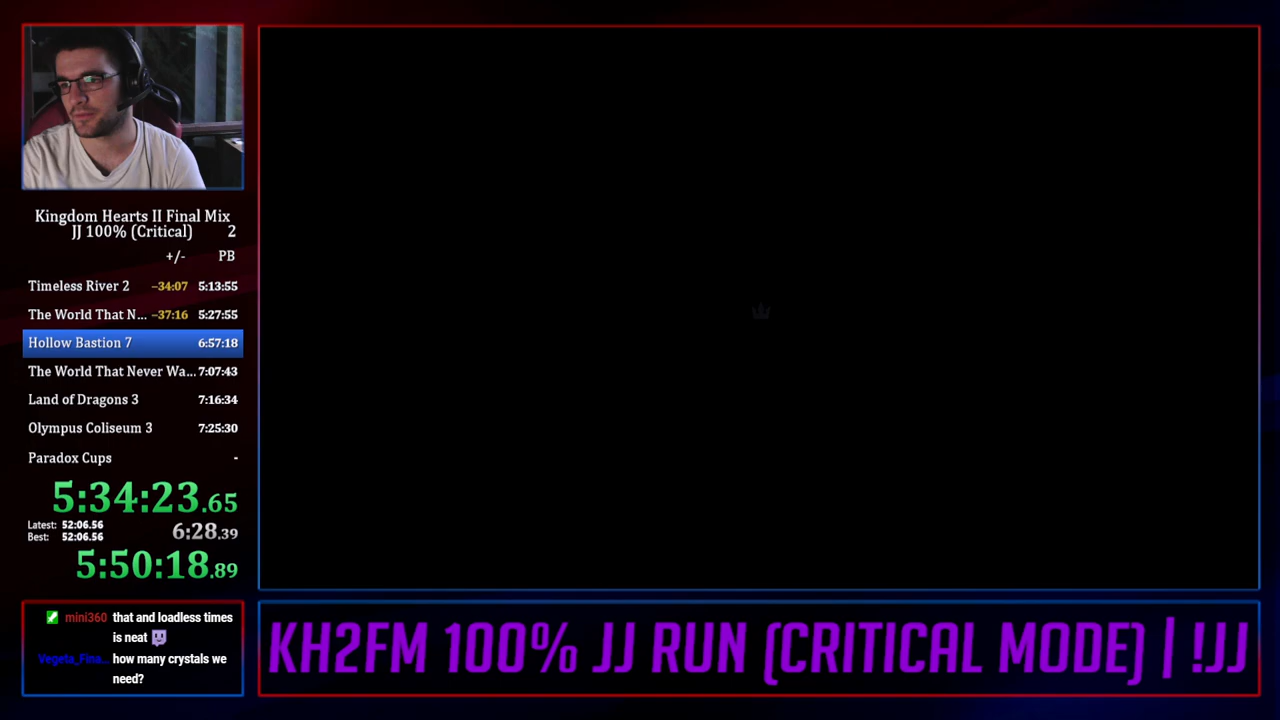 Kingdom Hearts II Final Mix
JJ 100% (Critical) 2
+/- PB
Timeless River 2 −34:07 5:13:55
The World That N... −37:16 5:27:55
Hollow Bastion 7 6:57:18
The World That Never Wa... 7:07:43
Land of Dragons 3 7:16:34
Olympus Coliseum 3 7:25:30
Paradox Cups -
5:34:23.65
Latest: 52:06.56 6:28.39
Best: 52:06.56
5:50:18.89
mini360 that and loadless times
is neat
Vegeta_Fina... how many crystals we
need?
KH2FM 100% JJ RUN (CRITICAL MODE) | !JJ